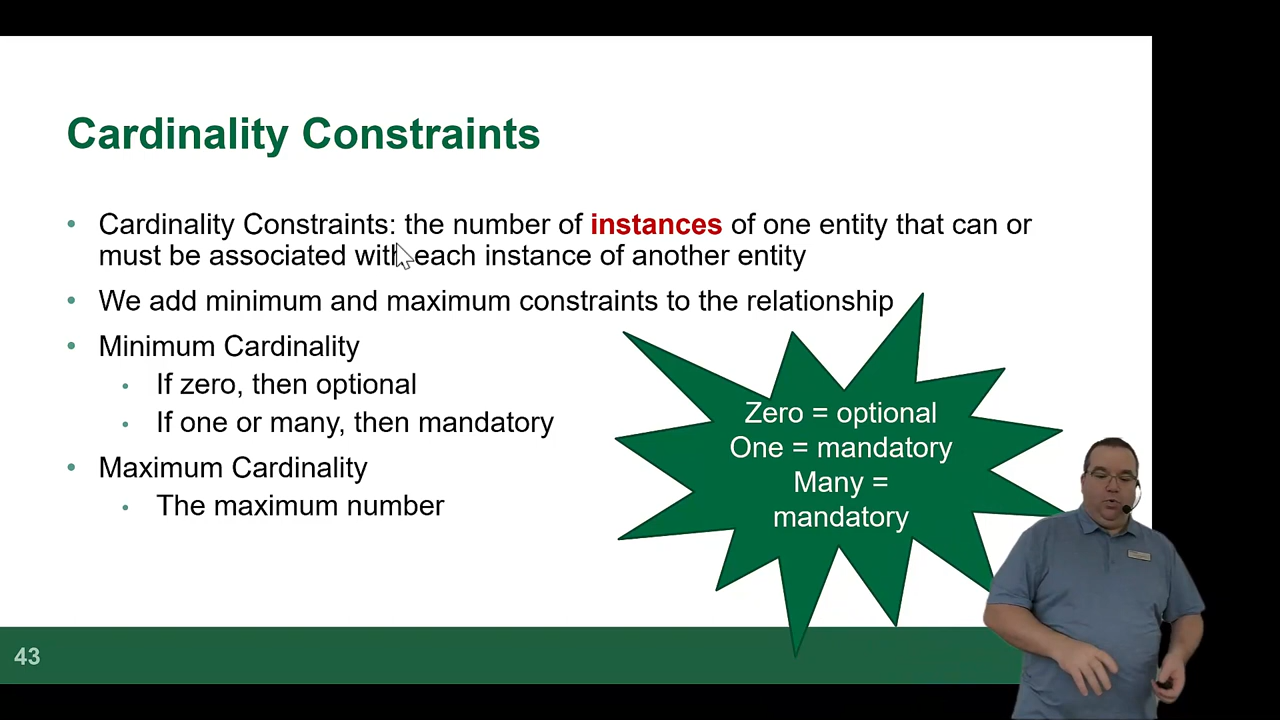 Cardinality Constraints
• Cardinality Constraints: the number of instances of one entity that can or
must be associated with each instance of another entity
• We add minimum and maximum constraints to the relationship
• Minimum Cardinality
• If zero, then optional
• If one or many, then mandatory
• Maximum Cardinality
• The maximum number
Zero = optional
One = mandatory
Many =
mandatory
43